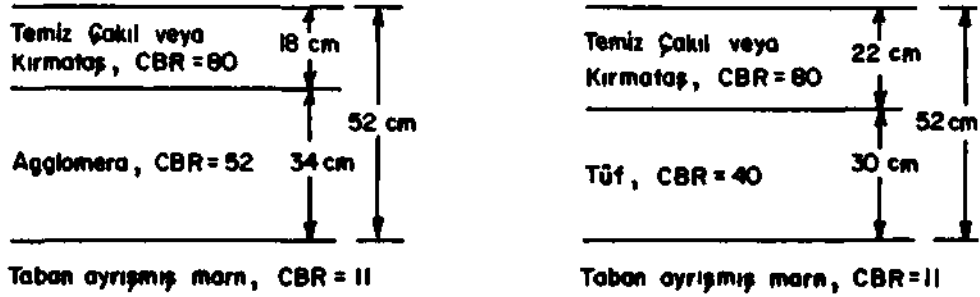 Temiz Çakıl veya
Kırmataş, CBR = 80
18 cm
52 cm
Agglomera, CBR = 52
34 cm
Taban ayrışmış marn, CBR = 11
Temiz Çakıl veya
Kırmataş, CBR = 80
22 cm
52 cm
Tüf, CBR = 40
30 cm
Taban ayrışmış marn, CBR = 11